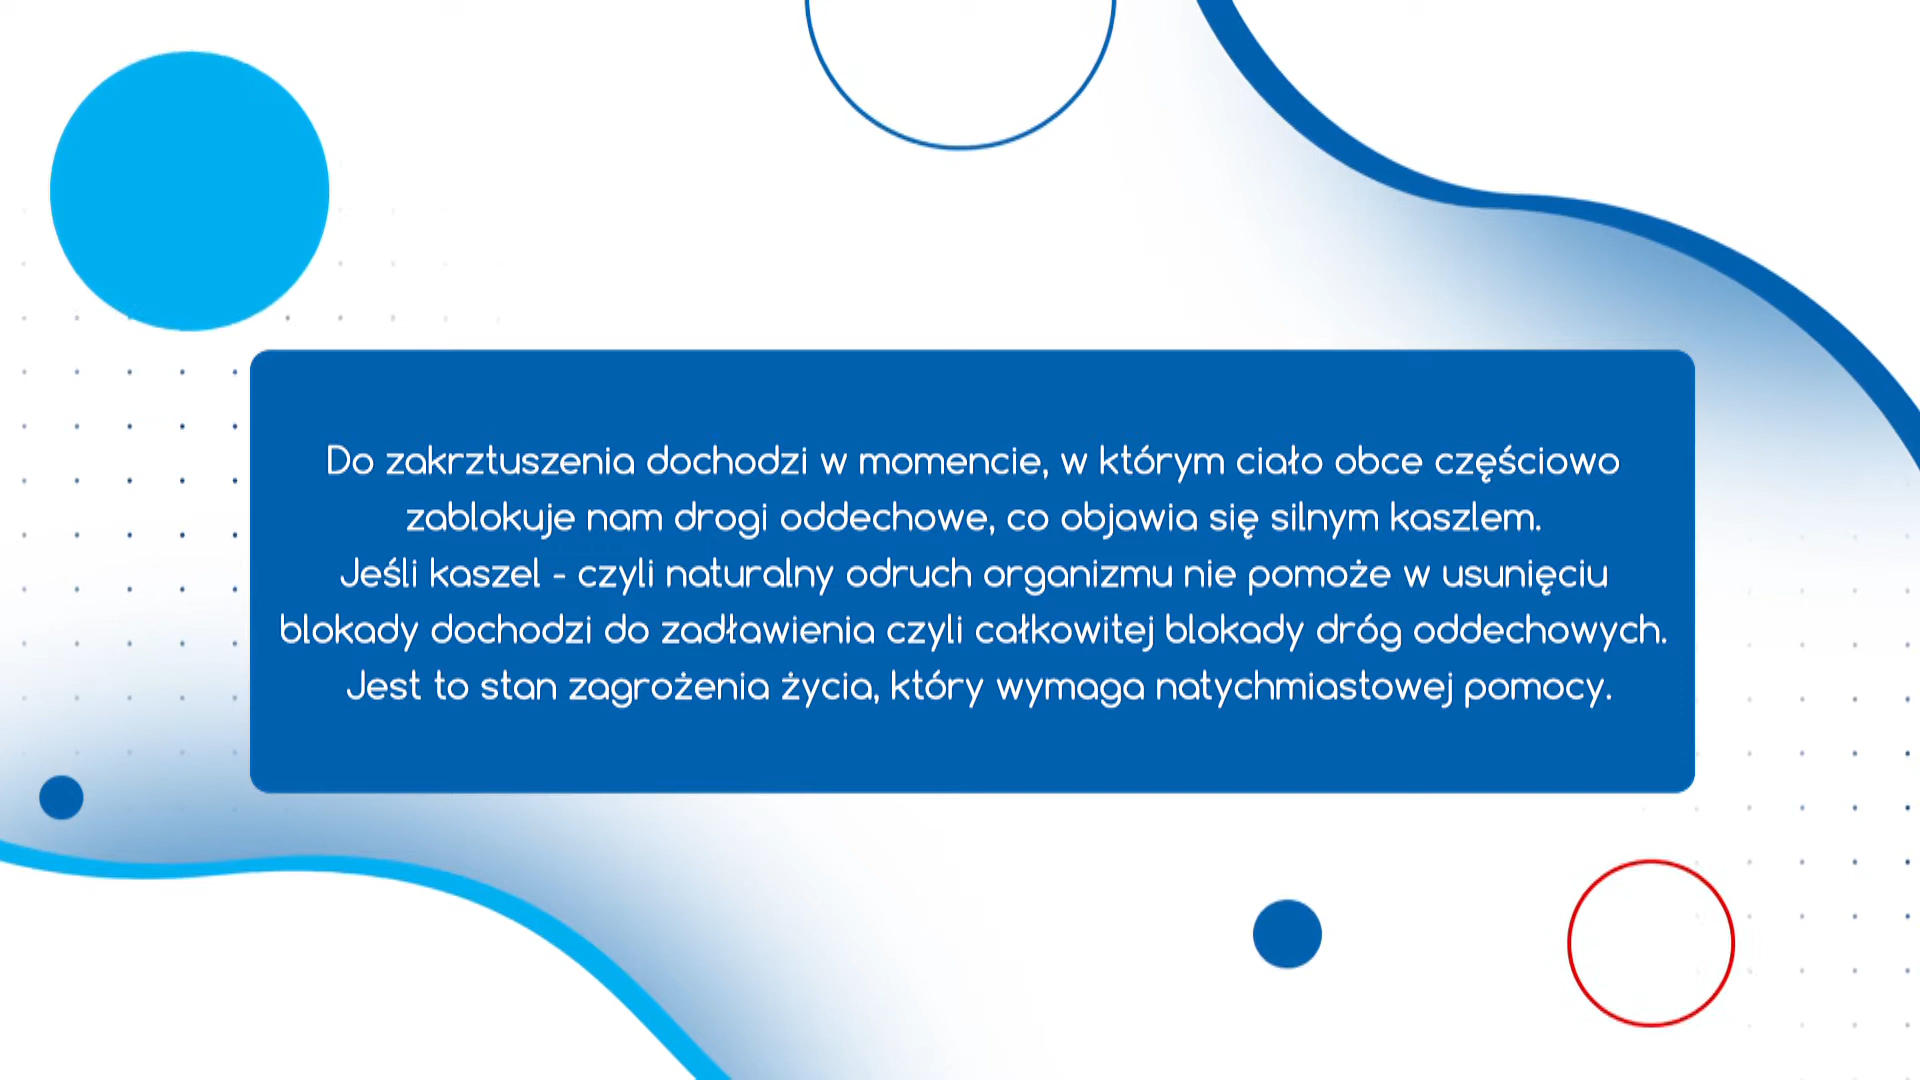 Do zakrztuszenia dochodzi w momencie, w którym ciało obce częściowo
zablokuje nam drogi oddechowe, co objawia się silnym kaszlem.
Jeśli kaszel - czyli naturalny odruch organizmu nie pomoże w usunięciu
blokady dochodzi do zadławienia czyli całkowitej blokady dróg oddechowych.
Jest to stan zagrożenia życia, który wymaga natychmiastowej pomocy.